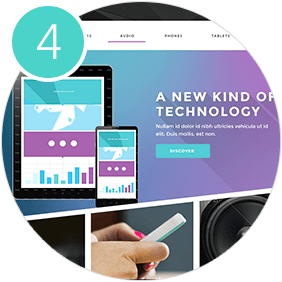 4
AUDIO PHONES TABLETS
A NEW KIND OF
TECHNOLOGY
Nullam id dolor id nibh ultricies vehicula ut id
elit. Duis mollis, est non.
DISCOVER